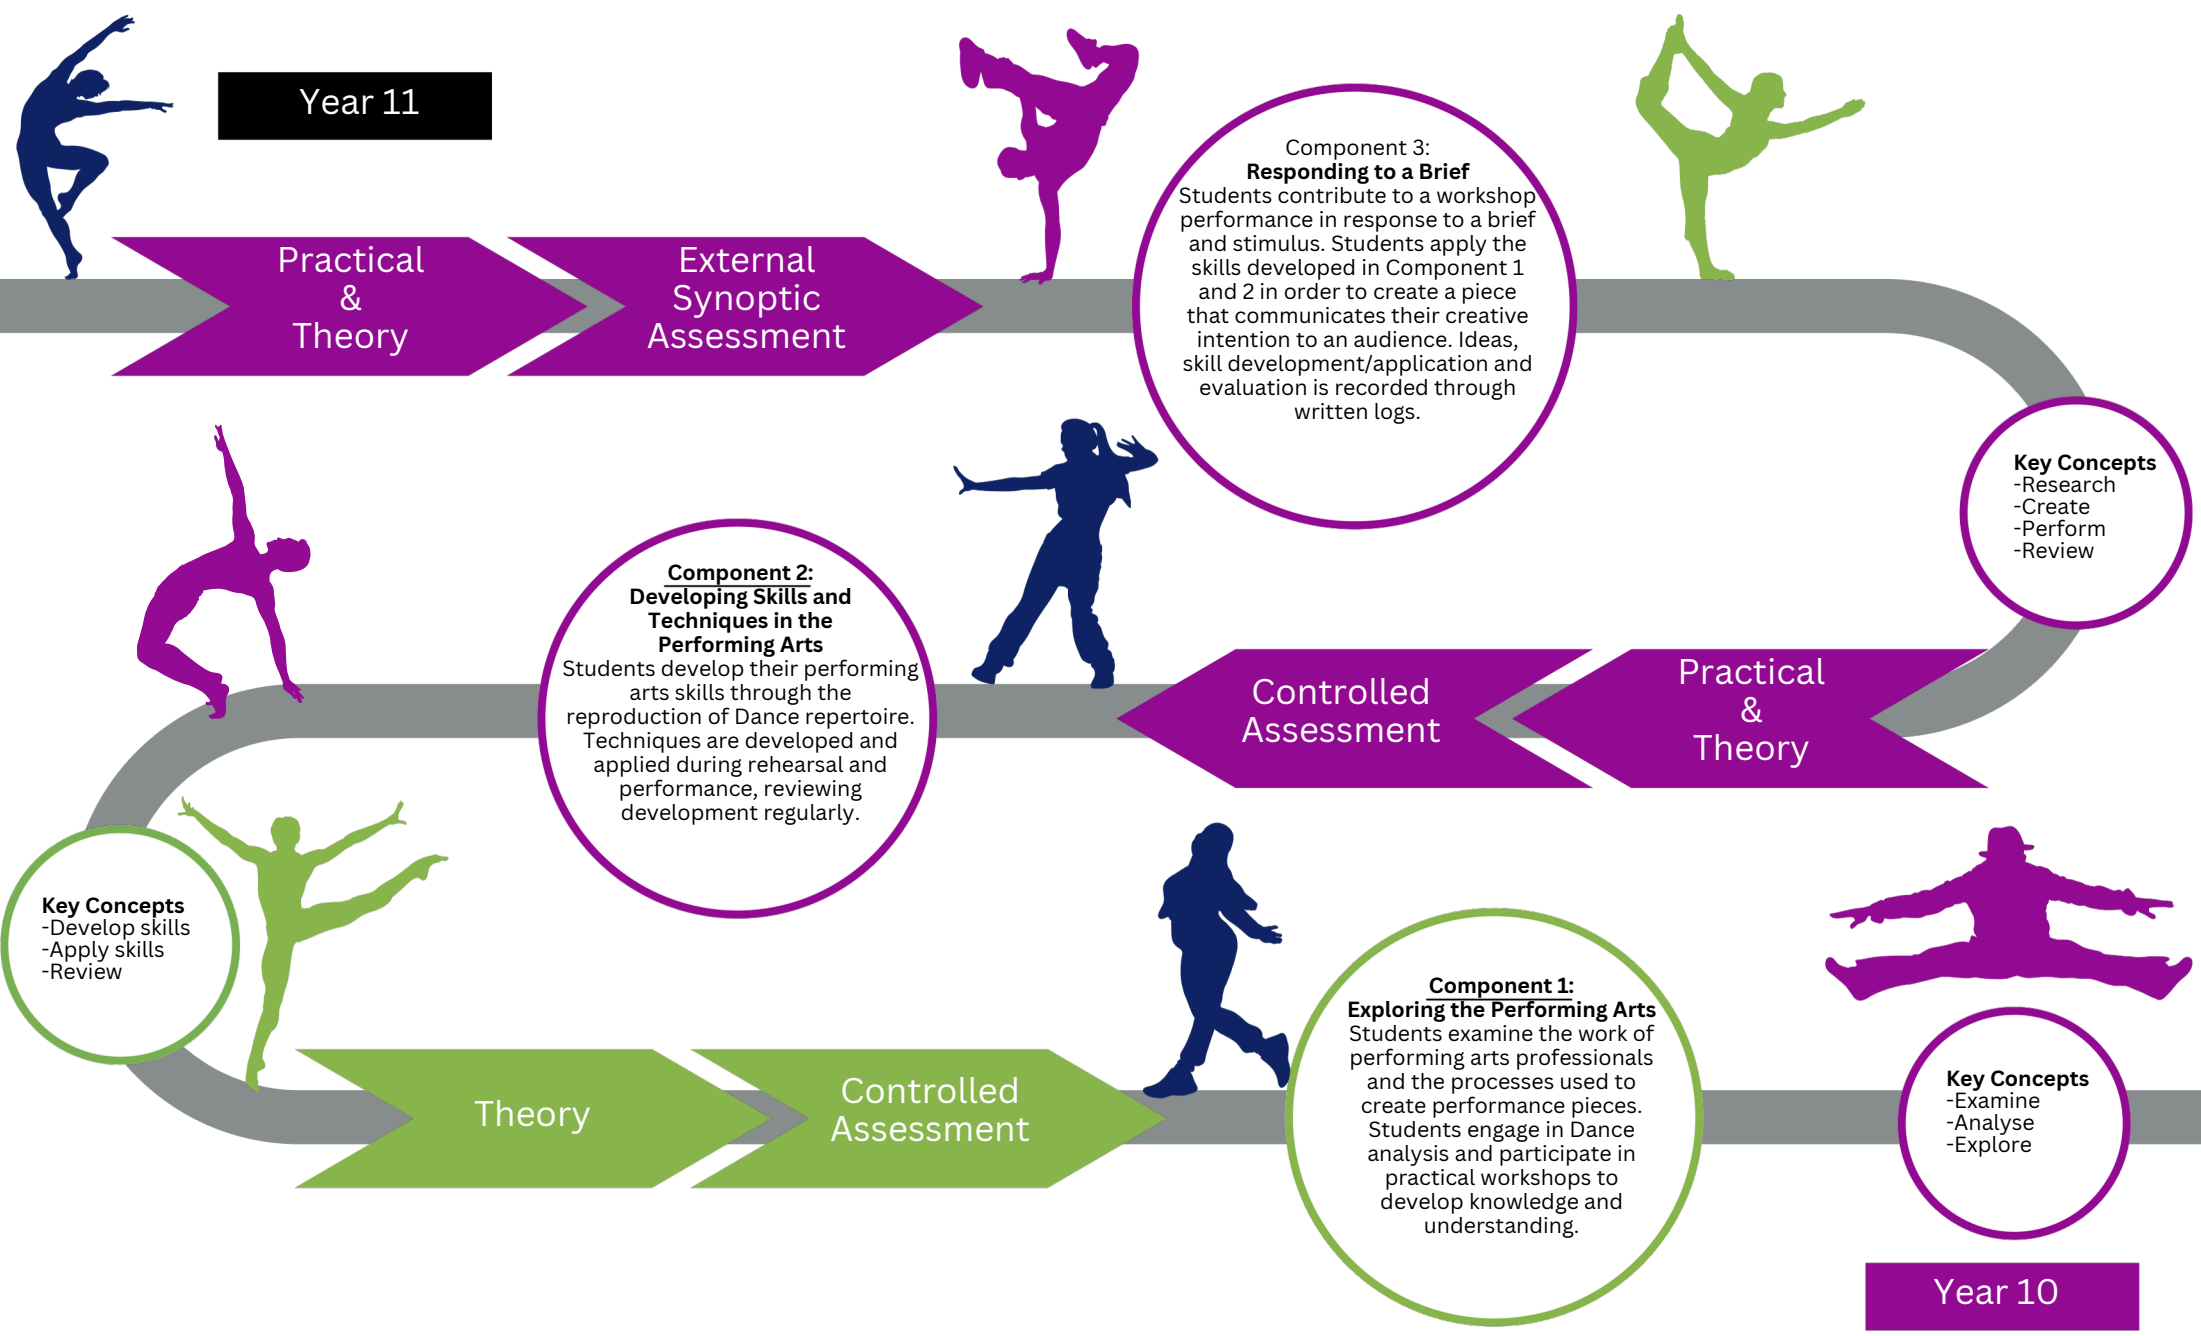 Year 11
Practical
&
Theory
External
Synoptic
Assessment
Component 3:
Responding to a Brief
Students contribute to a workshop
performance in response to a brief
and stimulus. Students apply the
skills developed in Component 1
and 2 in order to create a piece
that communicates their creative
intention to an audience. Ideas,
skill development/application and
evaluation is recorded through
written logs.
Key Concepts
-Research
-Create
-Perform
-Review
Component 2:
Developing Skills and
Techniques in the
Performing Arts
Students develop their performing
arts skills through the
reproduction of Dance repertoire.
Techniques are developed and
applied during rehearsal and
performance, reviewing
development regularly.
Controlled
Assessment
Practical
&
Theory
Key Concepts
-Develop skills
-Apply skills
-Review
Theory
Controlled
Assessment
Component 1:
Exploring the Performing Arts
Students examine the work of
performing arts professionals
and the processes used to
create performance pieces.
Students engage in Dance
analysis and participate in
practical workshops to
develop knowledge and
understanding.
Key Concepts
-Examine
-Analyse
-Explore
Year 10